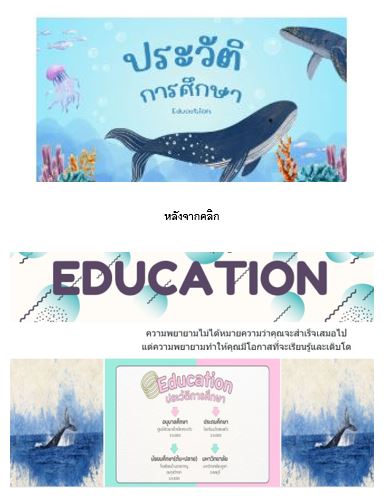 ประวัติ
การศึกษา
Education
หลังจากคลิก
EDUCATION
ความพยายามไม่ได้หมายความว่าคุณจะสำเร็จเสมอไป
แต่ความพยายามทำให้คุณมีโอกาสที่จะเรียนรู้และเติบโต
Education
ประวัติการศึกษา
อนุบาลศึกษา
ประถมศึกษา
มัธยมศึกษา(ต้น+ปลาย)
มหาวิทยาลัย